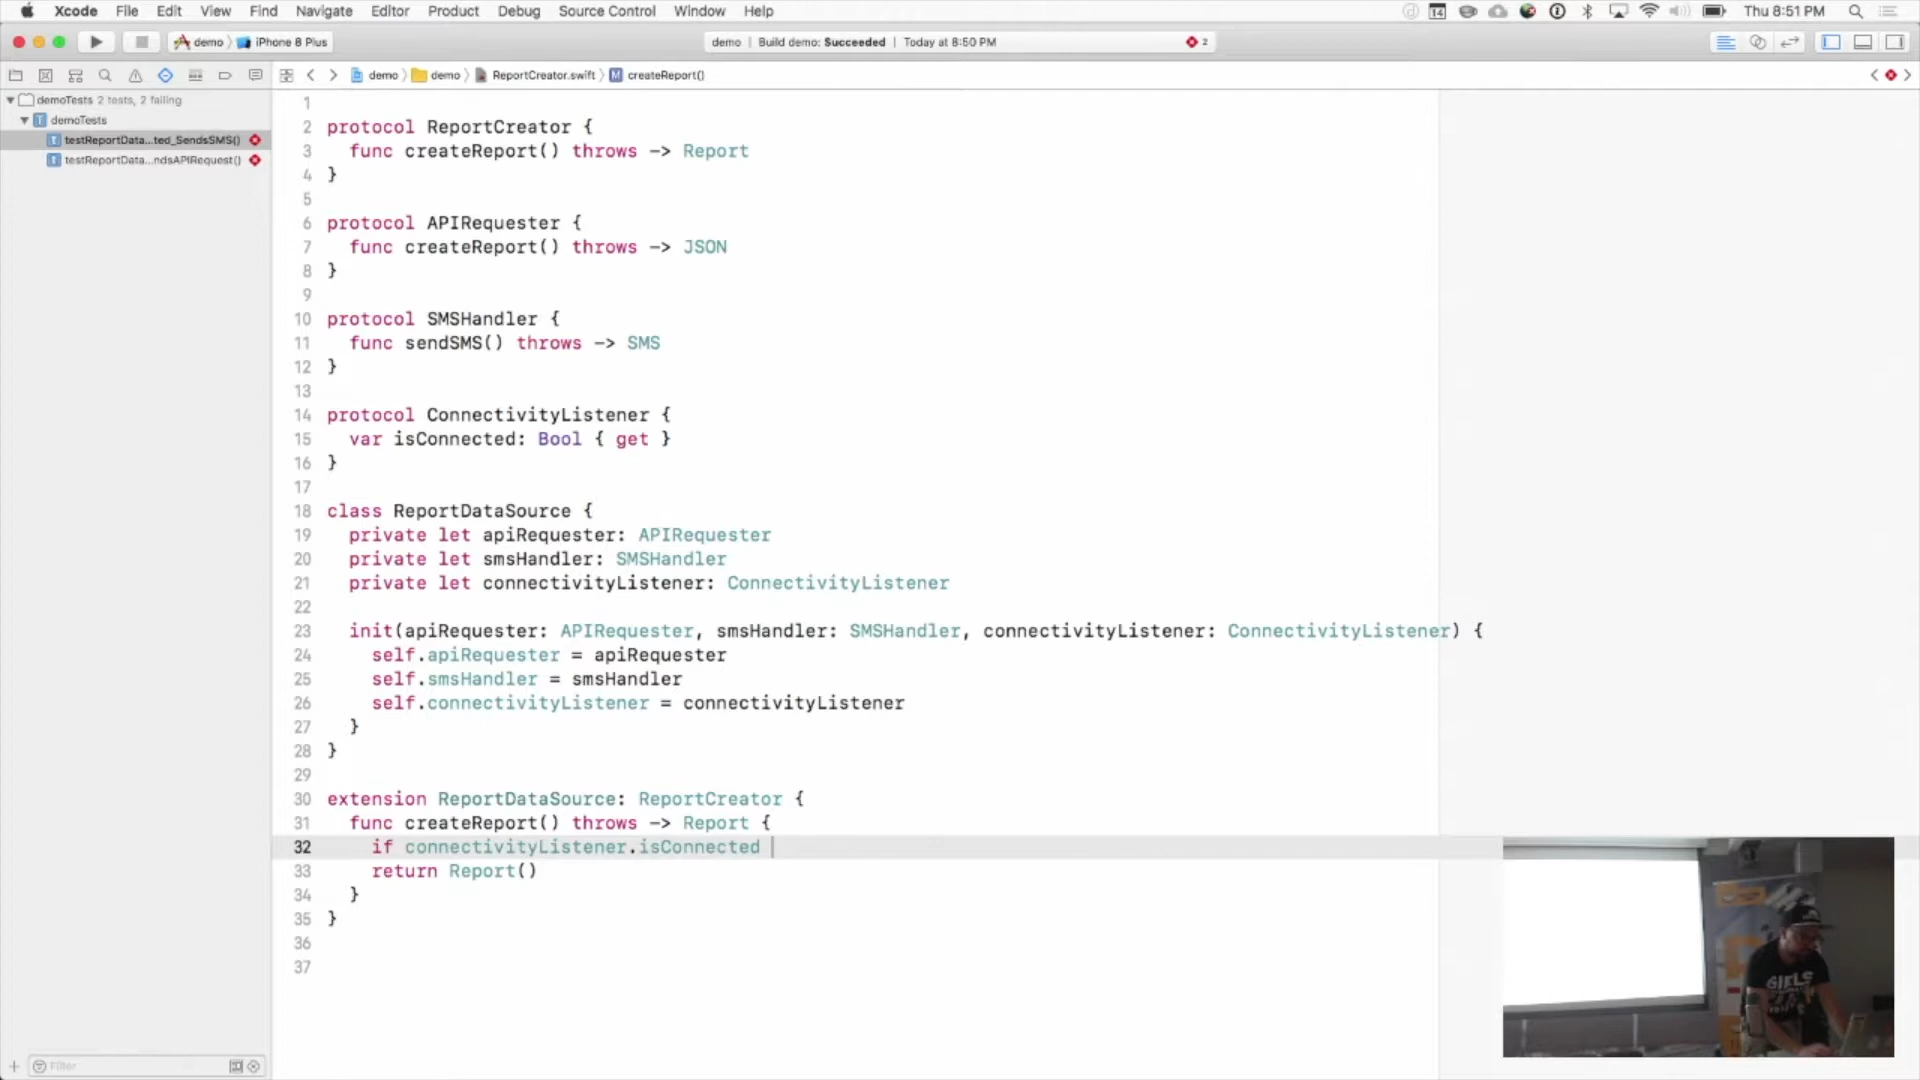 Xcode File Edit View Find Navigate Editor Product Debug Source Control Window Help 14 Thu 8:51 PM
demo iPhone 8 Plus demo | Build demo: Succeeded | Today at 8:50 PM 2
demo demo ReportCreator.swift M createReport()
demoTests 2 tests, 2 failing
demoTests
testReportData...ted_SendsSMS()
testReportData...ndsAPIRequest()
1
2 protocol ReportCreator {
3 func createReport() throws -> Report
4 }
5
6 protocol APIRequester {
7 func createReport() throws -> JSON
8 }
9
10 protocol SMSHandler {
11 func sendSMS() throws -> SMS
12 }
13
14 protocol ConnectivityListener {
15 var isConnected: Bool { get }
16 }
17
18 class ReportDataSource {
19 private let apiRequester: APIRequester
20 private let smsHandler: SMSHandler
21 private let connectivityListener: ConnectivityListener
22
23 init(apiRequester: APIRequester, smsHandler: SMSHandler, connectivityListener: ConnectivityListener) {
24 self.apiRequester = apiRequester
25 self.smsHandler = smsHandler
26 self.connectivityListener = connectivityListener
27 }
28 }
29
30 extension ReportDataSource: ReportCreator {
31 func createReport() throws -> Report {
32 if connectivityListener.isConnected
33 return Report()
34 }
35 }
36
37
Filter
GIRLS